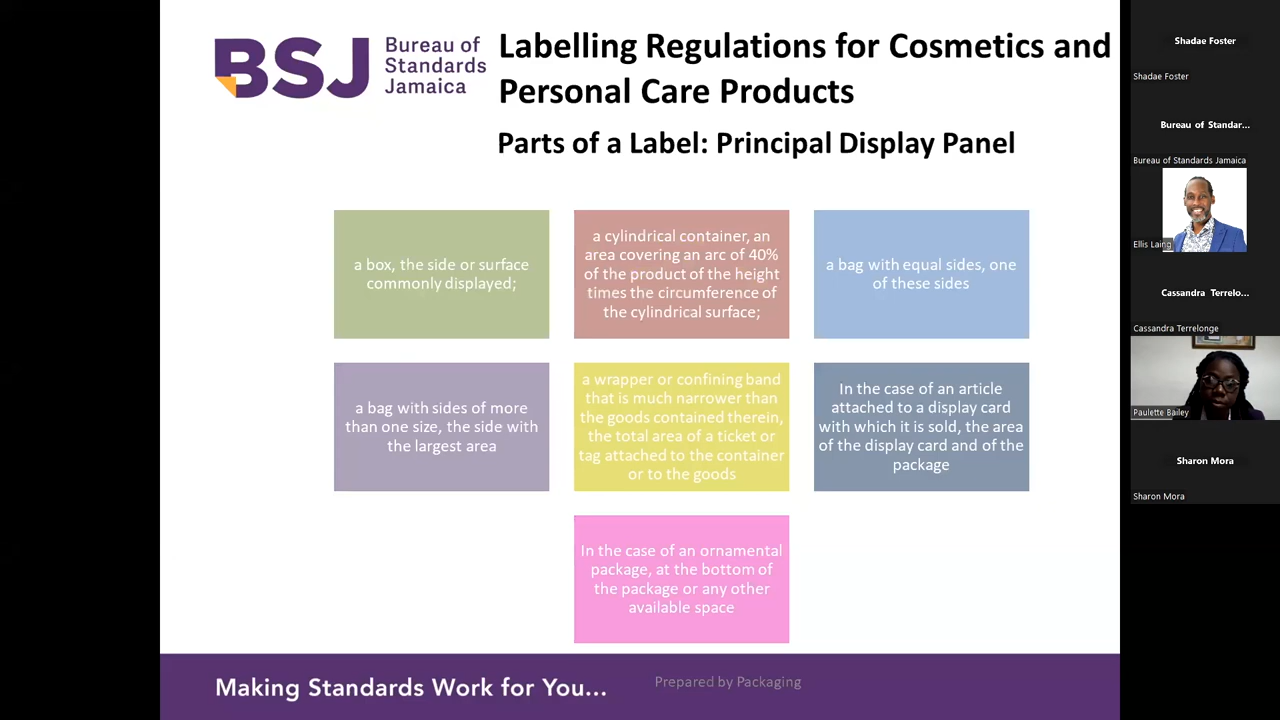 BSJ
Bureau of
Standards
Jamaica
Labelling Regulations for Cosmetics and
Personal Care Products
Parts of a Label: Principal Display Panel
a box, the side or surface
commonly displayed;
a cylindrical container, an
area covering an arc of 40%
of the product of the height
times the circumference of
the cylindrical surface;
a bag with equal sides, one
of these sides
a bag with sides of more
than one size, the side with
the largest area
a wrapper or confining band
that is much narrower than
the goods contained therein,
the total area of a ticket or
tag attached to the container
or to the goods
In the case of an article
attached to a display card
with which it is sold, the area
of the display card and of the
package
In the case of an ornamental
package, at the bottom of
the package or any other
available space
Making Standards Work for You...
Prepared by Packaging
Shadae Foster
Shadae Foster
Bureau of Standar...
Bureau of Standards Jamaica
Ellis Laing
Cassandra Terrelo...
Cassandra Terrelonge
Paulette Bailey
Sharon Mora
Sharon Mora